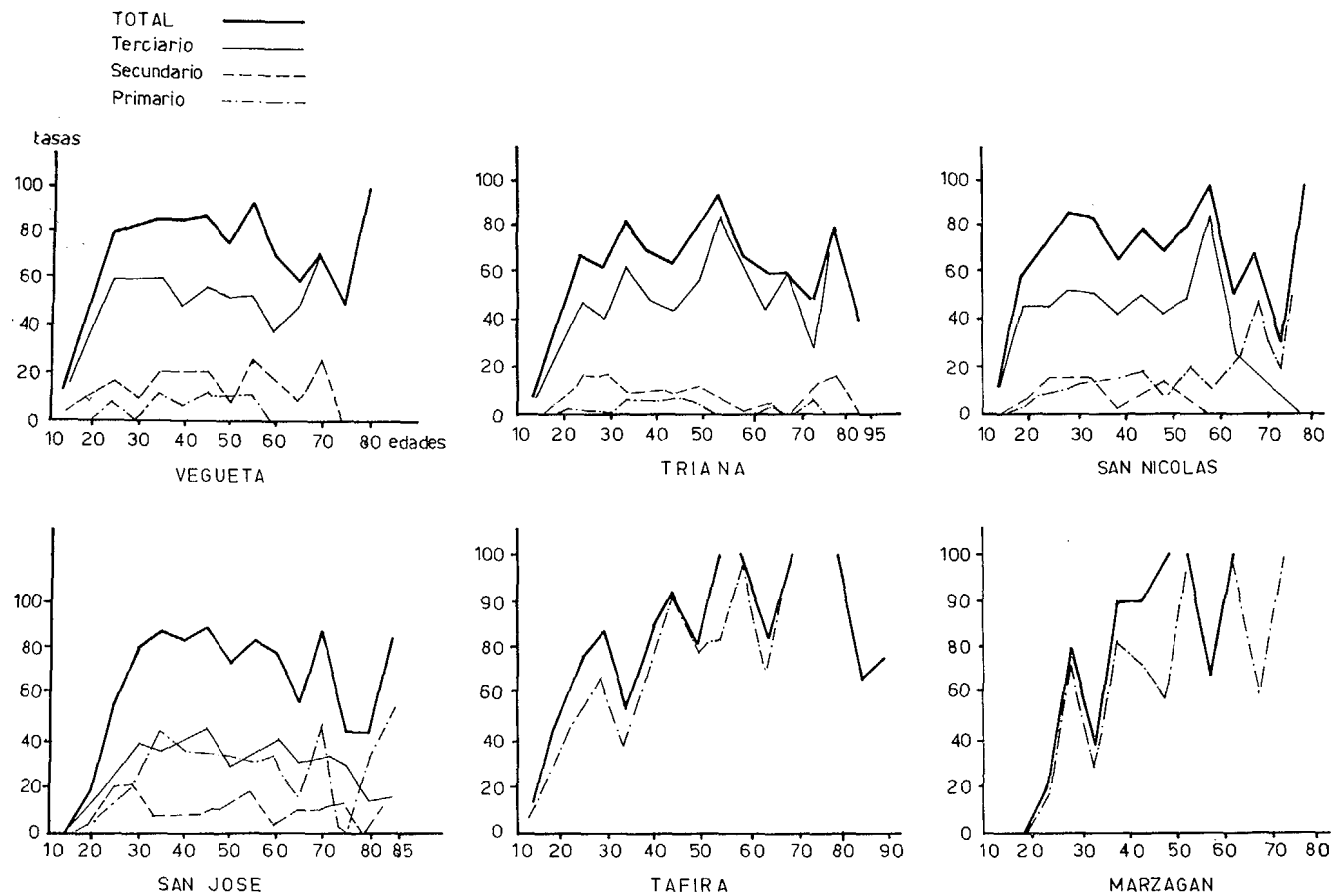 TOTAL
Terciario
Secundario
Primario
tasas
100
80
60
40
20
0
10 20 30 40 50 60 70 80 edades
VEGUETA
100
80
60
40
20
0
10 20 30 40 50 60 70 80 95
TRIANA
100
80
60
40
20
0
10 20 30 40 50 60 70 80
SAN NICOLAS
100
80
60
40
20
0
10 20 30 40 50 60 70 80 85
SAN JOSE
100
90
80
60
40
20
0
10 20 30 40 50 60 70 80 90
TAFIRA
100
90
80
60
40
20
0
10 20 30 40 50 60 70 80
MARZAGAN